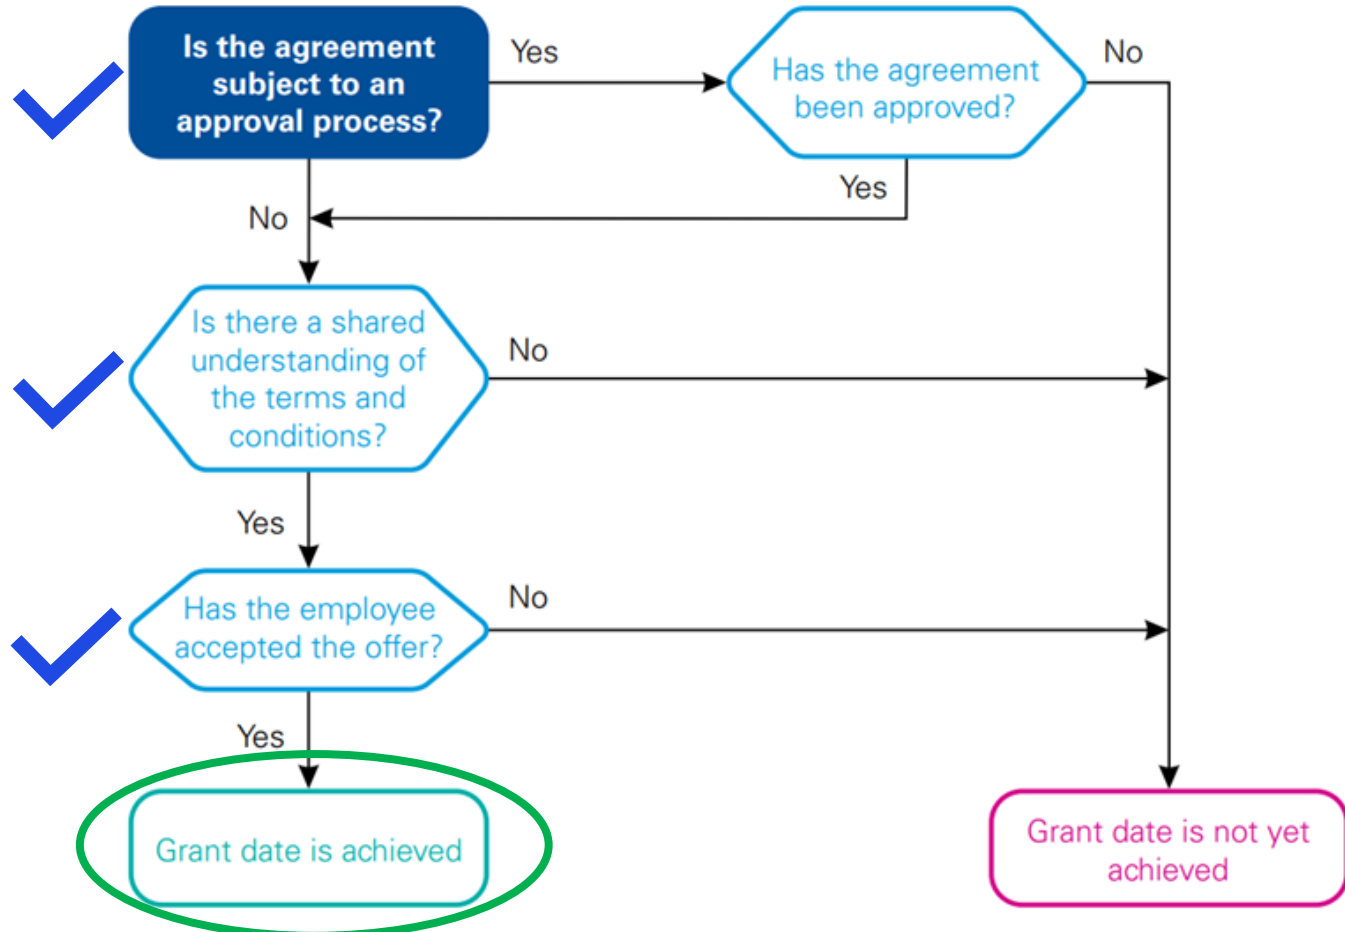 Is the agreement
subject to an
approval process?
Yes
Has the agreement
been approved?
No
Yes
No
Is there a shared
understanding of
the terms and
conditions?
No
Yes
Has the employee
accepted the offer?
No
Yes
Grant date is achieved
Grant date is not yet
achieved